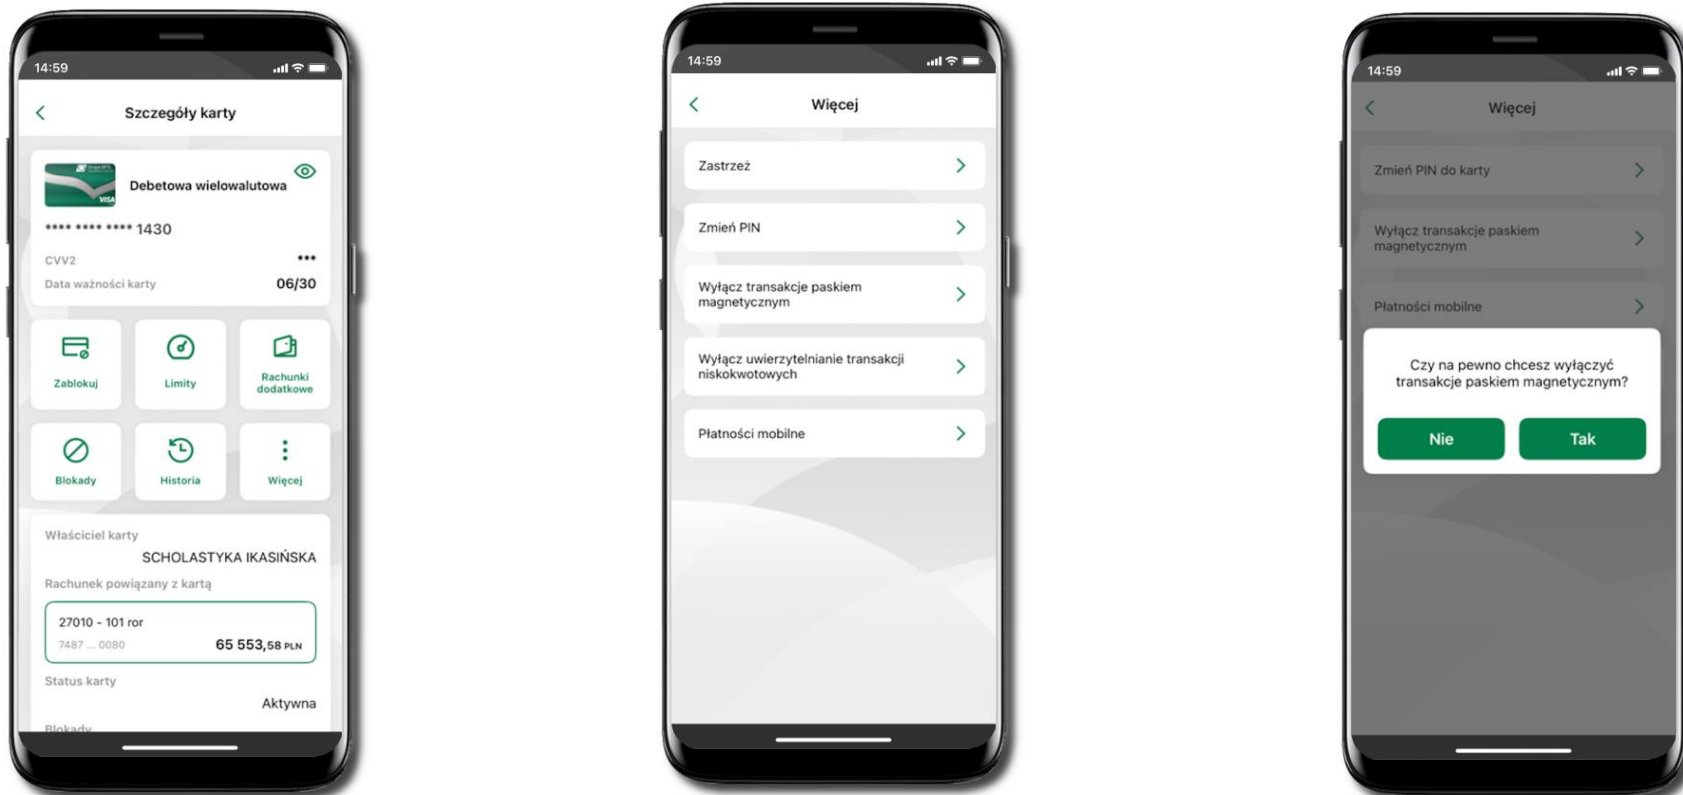 14:59
Szczegóły karty
Debetowa wielowalutowa
VISA
**** **** **** 1430
CVV2 ***
Data ważności karty 06/30
Zablokuj
Limity
Rachunki
dodatkowe
Blokady
Historia
Więcej
Właściciel karty
SCHOLASTYKA IKASIŃSKA
Rachunek powiązany z kartą
27010 - 101 ror
7487 ... 0080 65 553,58 PLN
Status karty
Aktywna
Blokady
14:59
Więcej
Zastrzeż
Zmień PIN
Wyłącz transakcje paskiem
magnetycznym
Wyłącz uwierzytelnianie transakcji
niskokwotowych
Płatności mobilne
14:59
Więcej
Zmień PIN do karty
Wyłącz transakcje paskiem
magnetycznym
Płatności mobilne
Czy na pewno chcesz wyłączyć
transakcje paskiem magnetycznym?
Nie
Tak